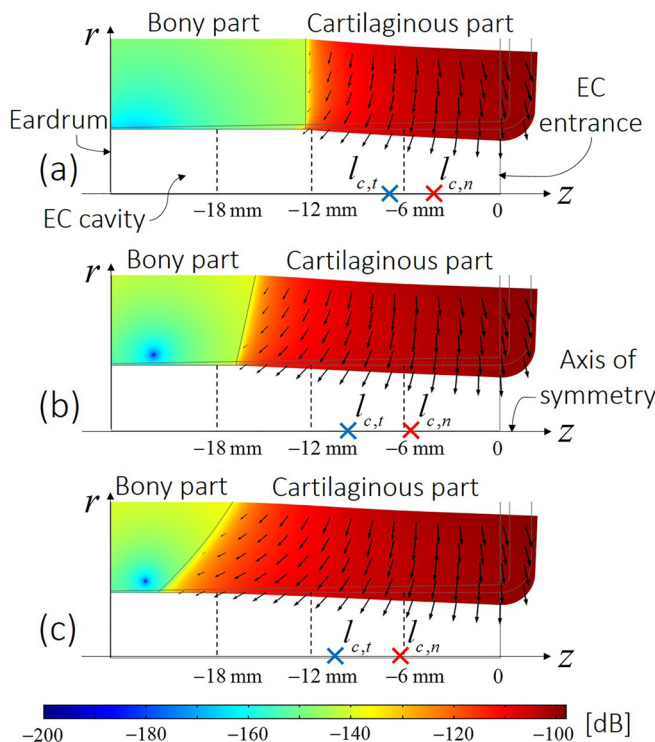 Bony part Cartilaginous part
r
Eardrum
EC entrance
(a)
l_{c,t} l_{c,n}
EC cavity
−18 mm −12 mm −6 mm 0 z
Bony part Cartilaginous part
r
Axis of symmetry
(b)
l_{c,t} l_{c,n}
−18 mm −12 mm −6 mm 0 z
Bony part Cartilaginous part
r
(c)
l_{c,t} l_{c,n}
−18 mm −12 mm −6 mm 0 z
−200 −180 −160 −140 −120 −100 [dB]